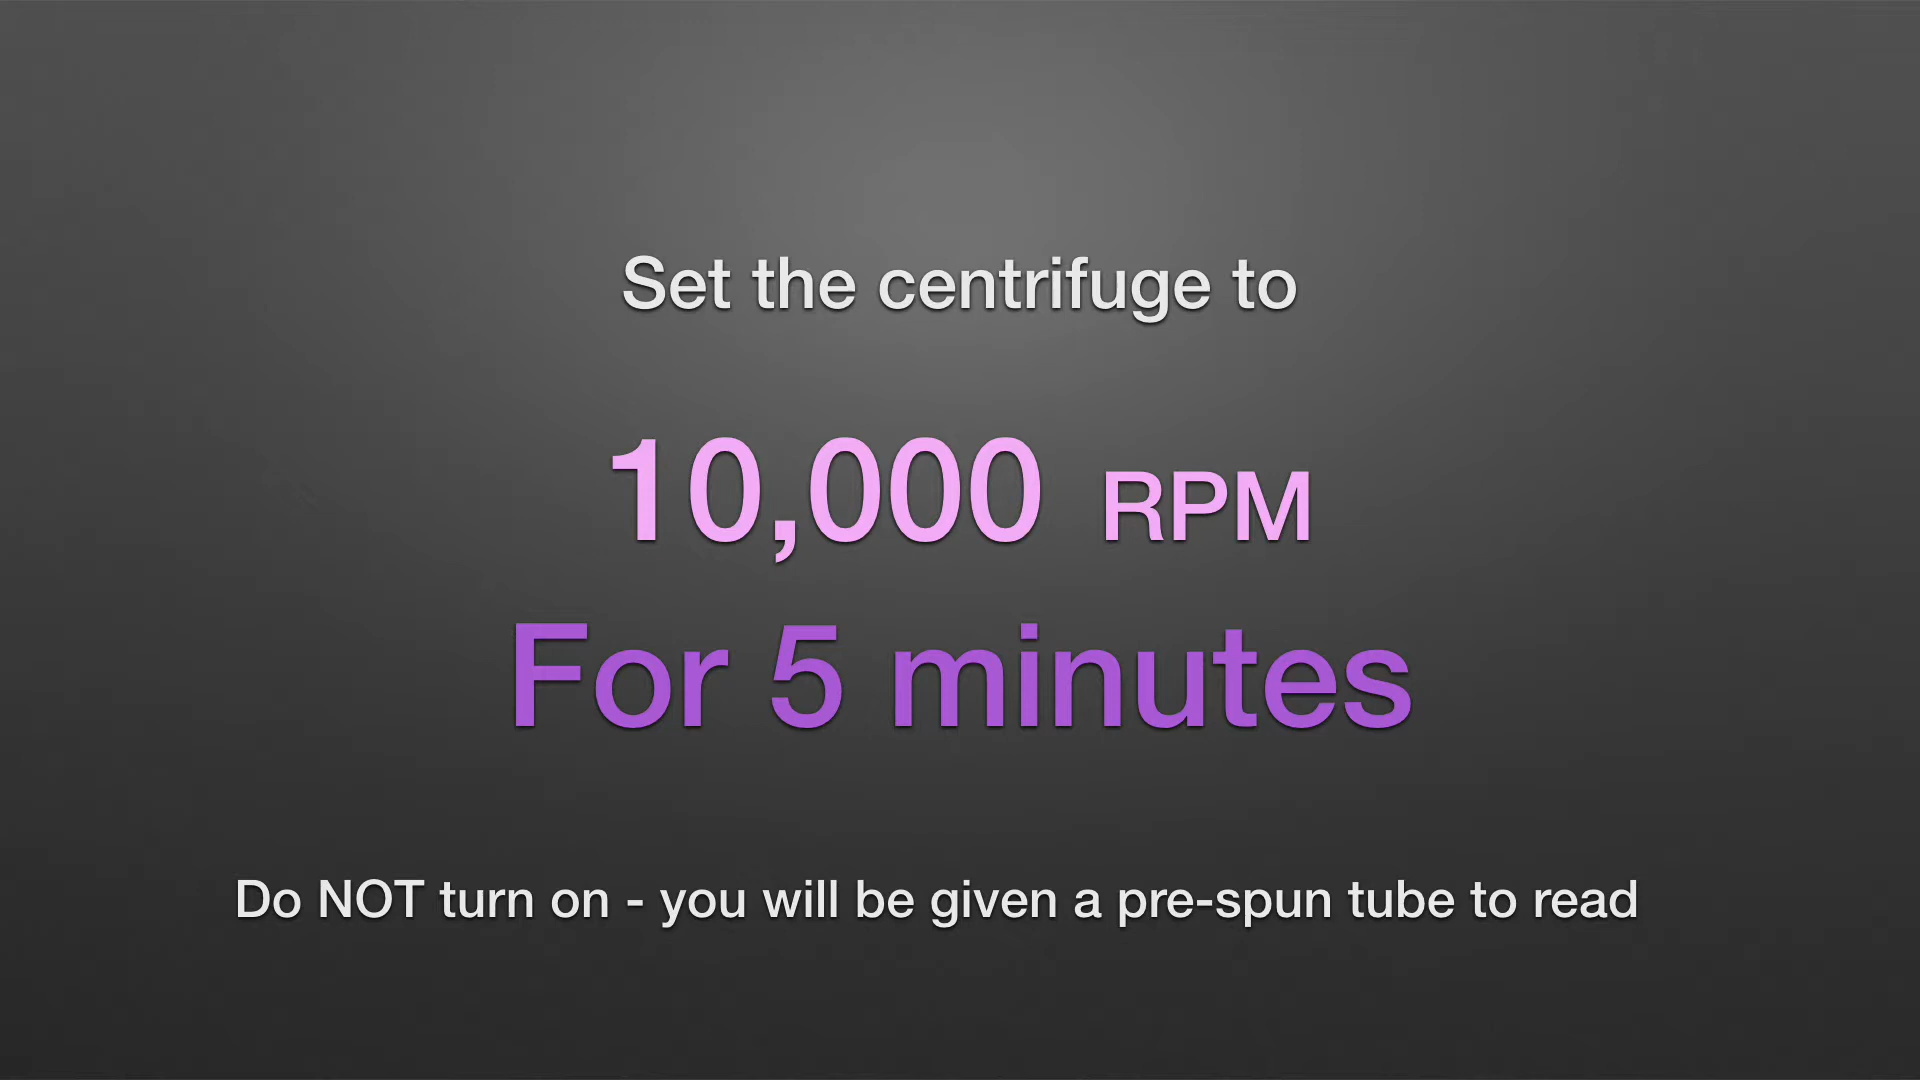 Set the centrifuge to
10,000 RPM
For 5 minutes
Do NOT turn on - you will be given a pre-spun tube to read